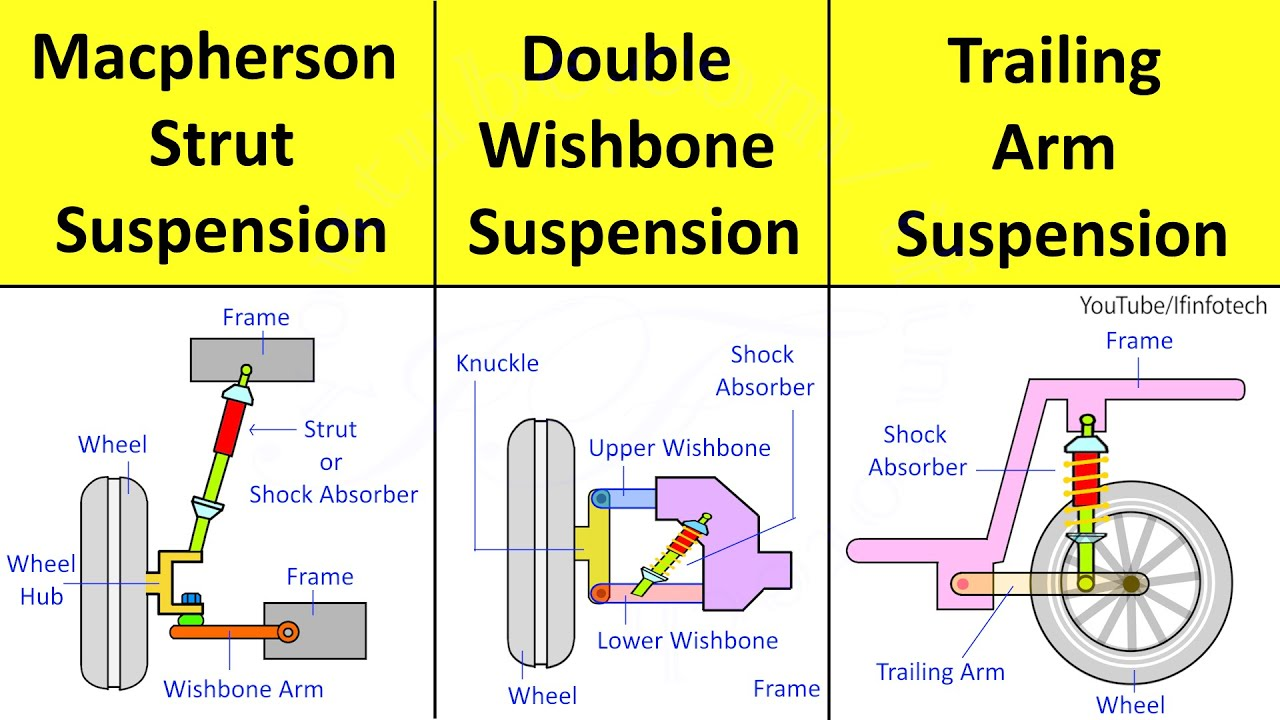 Macpherson
Strut
Suspension
Double
Wishbone
Suspension
Trailing
Arm
Suspension
Frame
Wheel
Strut
or
Shock Absorber
Wheel
Hub
Frame
Wishbone Arm
Knuckle
Shock
Absorber
Upper Wishbone
Lower Wishbone
Wheel
Frame
YouTube/lfinfotech
Frame
Shock
Absorber
Trailing Arm
Wheel